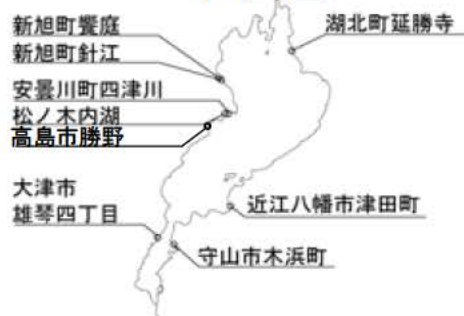 新旭町饗庭
湖北町延勝寺
新旭町針江
安曇川町四津川
松ノ木内湖
高島市勝野
大津市
雄琴四丁目
近江八幡市津田町
守山市木浜町